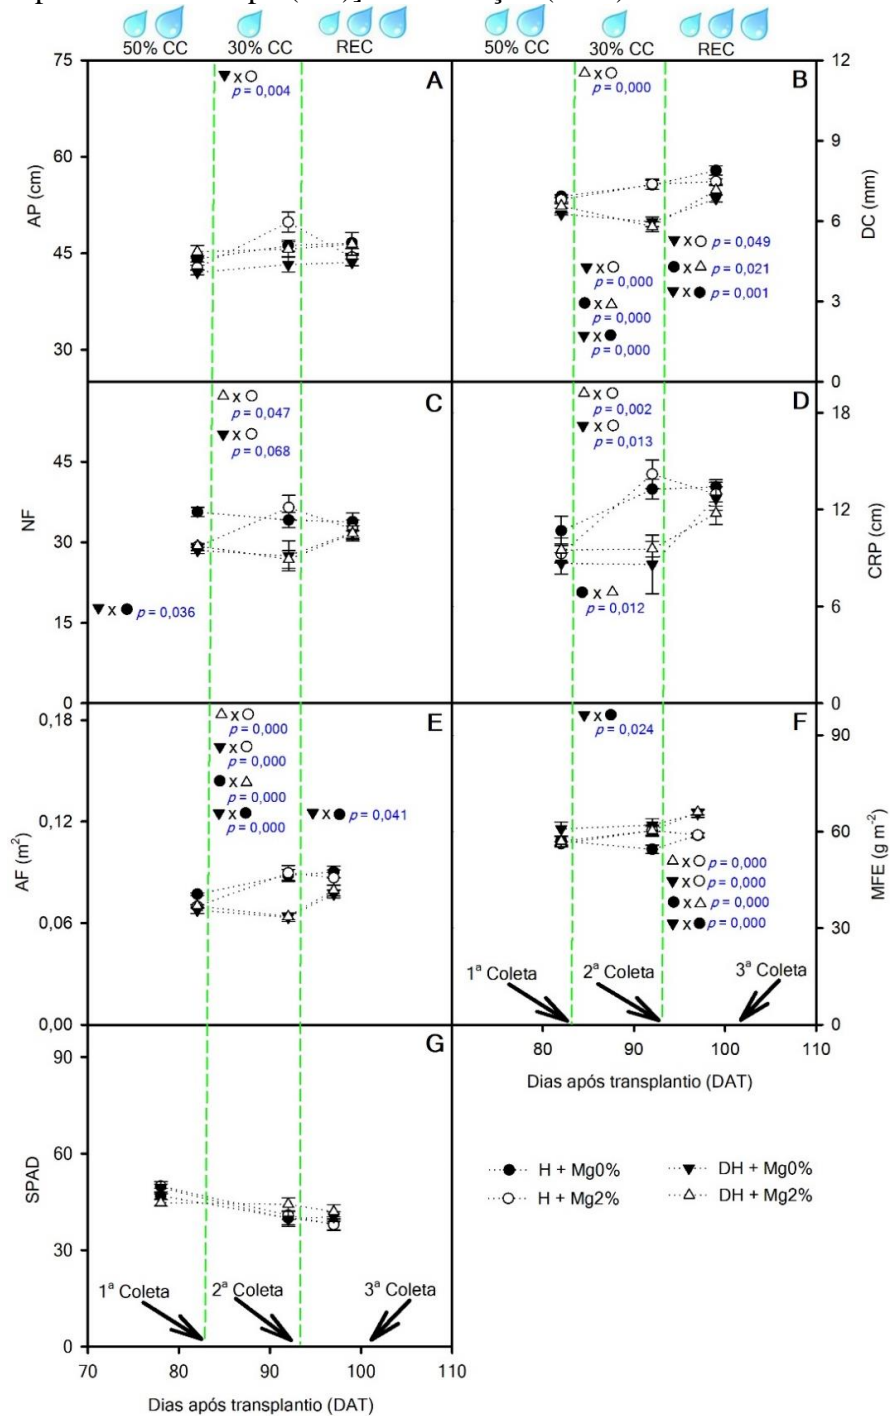 50% CC 30% CC REC 50% CC 30% CC REC
75
60
45
30
AP (cm)
A
▼ x ○
p = 0,004
B
△ x ○
p = 0,000
▼ x ○
p = 0,000
● x △
p = 0,000
▼ x ●
p = 0,000
▼ x ○ p = 0,049
● x △ p = 0,021
▼ x ● p = 0,001
12
9
6
3
0
DC (mm)
45
30
15
0
NF
C
△ x ○
p = 0,047
▼ x ○
p = 0,068
▼ x ● p = 0,036
D
△ x ○
p = 0,002
▼ x ○
p = 0,013
● x △
p = 0,012
18
12
6
0
CRP (cm)
0,18
0,12
0,06
0,00
AF (m²)
E
△ x ○
p = 0,000
▼ x ○
p = 0,000
● x △
p = 0,000
▼ x ●
p = 0,000
▼ x ● p = 0,041
F
▼ x ●
p = 0,024
△ x ○ p = 0,000
▼ x ○ p = 0,000
● x △ p = 0,000
▼ x ● p = 0,000
1ª Coleta 2ª Coleta 3ª Coleta
90
60
30
0
MFE (g m⁻²)
80 90 100 110
Dias após transplantio (DAT)
90
60
30
0
SPAD
G
1ª Coleta 2ª Coleta 3ª Coleta
70 80 90 100 110
Dias após transplantio (DAT)
H + Mg0% DH + Mg0%
H + Mg2% DH + Mg2%